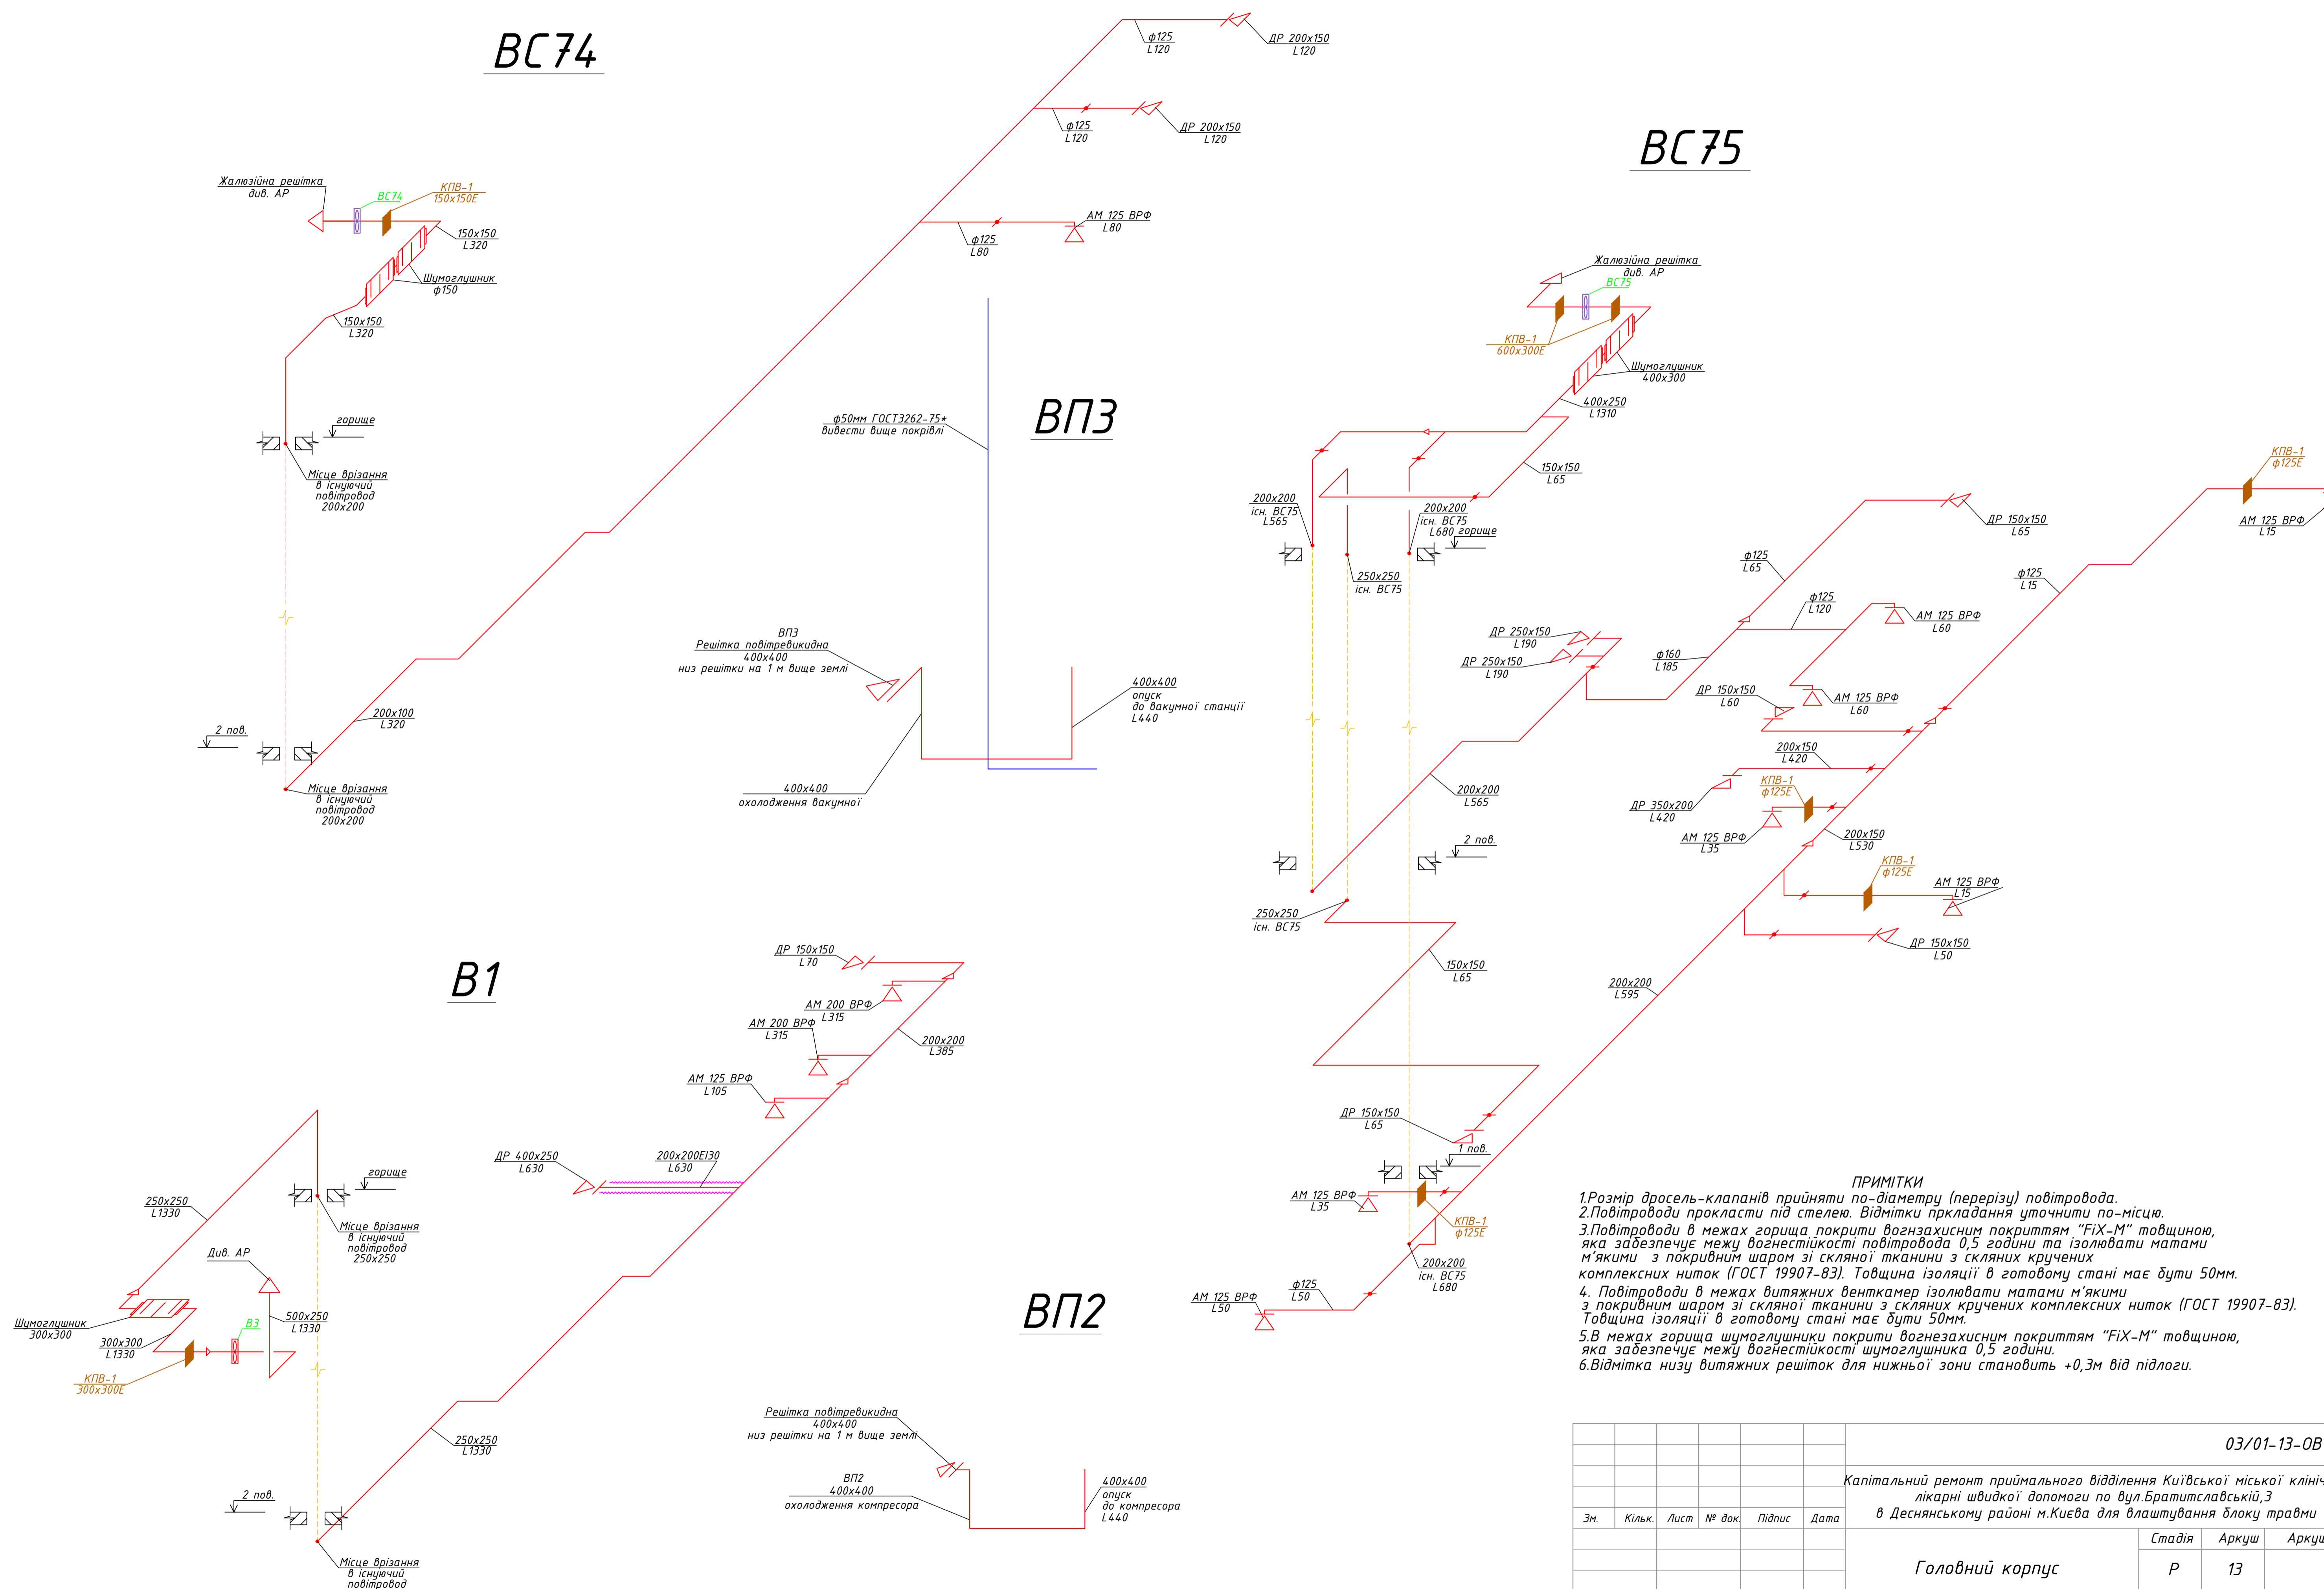 ВС74
Жалюзійна решітка
див. АР
ВС74
КПВ-1
150х150Е
150х150
L320
Шумоглушник
ф150
150х150
L320
горище
Місце врізання
в існуючий
повітровод
200х200
2 пов.
Місце врізання
в існуючий
повітровод
200х200
200х100
L320
ф125
L120
ДР 200х150
L120
ф125
L120
ДР 200х150
L120
ф125
L80
АМ 125 ВРФ
L80
ВП3
ф50мм ГОСТ3262-75*
вивести вище покрівлі
ВП3
Решітка повітревикидна
400х400
низ решітки на 1 м вище землі
400х400
опуск
до вакумної станції
L440
400х400
охолодження вакумної
ВС75
Жалюзійна решітка
див. АР
ВС75
КПВ-1
600х300Е
Шумоглушник
400х300
400х250
L1310
150х150
L65
200х200
існ. ВС75
L565
200х200
існ. ВС75
L680
горище
250х250
існ. ВС75
ДР 250х150
L190
ДР 250х150
L190
200х200
L565
2 пов.
250х250
існ. ВС75
150х150
L65
ДР 150х150
L65
1 пов.
АМ 125 ВРФ
L35
КПВ-1
ф125Е
200х200
існ. ВС75
L680
ф125
L50
АМ 125 ВРФ
L50
КПВ-1
ф125Е
АМ 125 ВРФ
L15
ДР 150х150
L65
ф125
L65
ф125
L15
ф125
L120
АМ 125 ВРФ
L60
ф160
L185
ДР 150х150
L60
АМ 125 ВРФ
L60
200х150
L420
КПВ-1
ф125Е
ДР 350х200
L420
АМ 125 ВРФ
L35
200х150
L530
КПВ-1
ф125Е
АМ 125 ВРФ
L15
ДР 150х150
L50
200х200
L595
В1
ДР 150х150
L70
АМ 200 ВРФ
L315
АМ 200 ВРФ
L315
200х200
L385
АМ 125 ВРФ
L105
ДР 400х250
L630
200х200ЕІ30
L630
горище
250х250
L1330
Місце врізання
в існуючий
повітровод
250х250
Див. АР
500х250
L1330
В3
Шумоглушник
300х300
300х300
L1330
КПВ-1
300х300Е
250х250
L1330
2 пов.
Місце врізання
в існуючий
повітровод
ВП2
Решітка повітревикидна
400х400
низ решітки на 1 м вище землі
ВП2
400х400
охолодження компресора
400х400
опуск
до компресора
L440
ПРИМІТКИ
1.Розмір дросель-клапанів прийняти по-діаметру (перерізу) повітровода.
2.Повітроводи прокласти під стелею. Відмітки пркладання уточнити по-місцю.
3.Повітроводи в межах горища покрити вогнзахисним покриттям "FiX-M" товщиною,
яка забезпечує межу вогнестійкості повітровода 0,5 години та ізолювати матами
м'якими з покривним шаром зі скляної тканини з скляних кручених
комплексних ниток (ГОСТ 19907-83). Товщина ізоляції в готовому стані має бути 50мм.
4. Повітроводи в межах витяжних венткамер ізолювати матами м'якими
з покривним шаром зі скляної тканини з скляних кручених комплексних ниток (ГОСТ 19907-83).
Товщина ізоляції в готовому стані має бути 50мм.
5.В межах горища шумоглушники покрити вогнезахисним покриттям "FiX-M" товщиною,
яка забезпечує межу вогнестійкості шумоглушника 0,5 години.
6.Відмітка низу витяжних решіток для нижньої зони становить +0,3м від підлоги.
03/01-13-ОВ
Капітальний ремонт приймального відділення Київської міської клініч
лікарні швидкої допомоги по вул.Братитславській,3
в Деснянському районі м.Києва для влаштування блоку травми
Зм. Кільк. Лист № док. Підпис Дата
Стадія Аркуш Аркуш
Головний корпус
Р 13